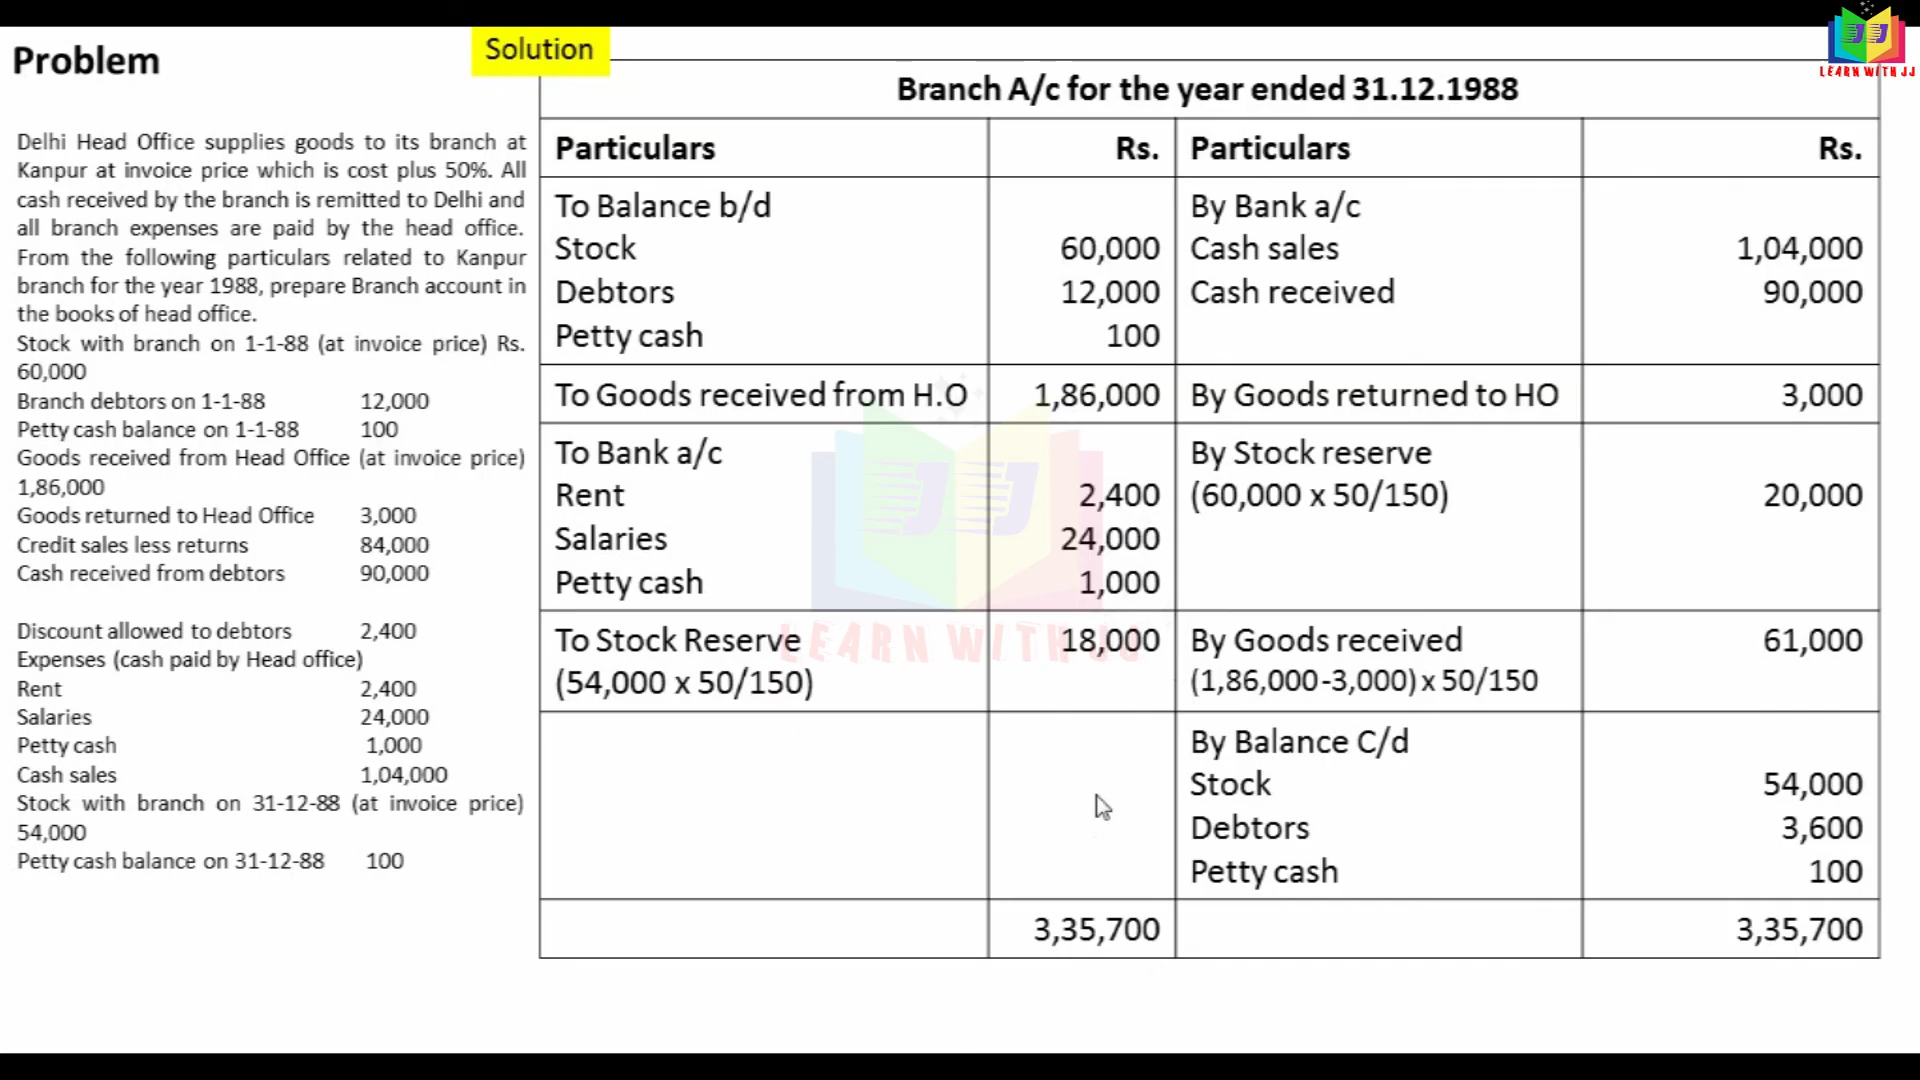 Problem
Delhi Head Office supplies goods to its branch at
Kanpur at invoice price which is cost plus 50%. All
cash received by the branch is remitted to Delhi and
all branch expenses are paid by the head office.
From the following particulars related to Kanpur
branch for the year 1988, prepare Branch account in
the books of head office.
Stock with branch on 1-1-88 (at invoice price) Rs.
60,000
Branch debtors on 1-1-88 12,000
Petty cash balance on 1-1-88 100
Goods received from Head Office (at invoice price)
1,86,000
Goods returned to Head Office 3,000
Credit sales less returns 84,000
Cash received from debtors 90,000
Discount allowed to debtors 2,400
Expenses (cash paid by Head office)
Rent 2,400
Salaries 24,000
Petty cash 1,000
Cash sales 1,04,000
Stock with branch on 31-12-88 (at invoice price)
54,000
Petty cash balance on 31-12-88 100
Solution
Branch A/c for the year ended 31.12.1988
Particulars Rs. Particulars Rs.
To Balance b/d By Bank a/c
Stock 60,000 Cash sales 1,04,000
Debtors 12,000 Cash received 90,000
Petty cash 100
To Goods received from H.O 1,86,000 By Goods returned to HO 3,000
To Bank a/c By Stock reserve
Rent 2,400 (60,000 x 50/150) 20,000
Salaries 24,000
Petty cash 1,000
To Stock Reserve 18,000 By Goods received 61,000
(54,000 x 50/150) (1,86,000-3,000) x 50/150
By Balance C/d
Stock 54,000
Debtors 3,600
Petty cash 100
3,35,700 3,35,700
JJ
LEARN WITH JJ
JJ
LEARN WITH JJ